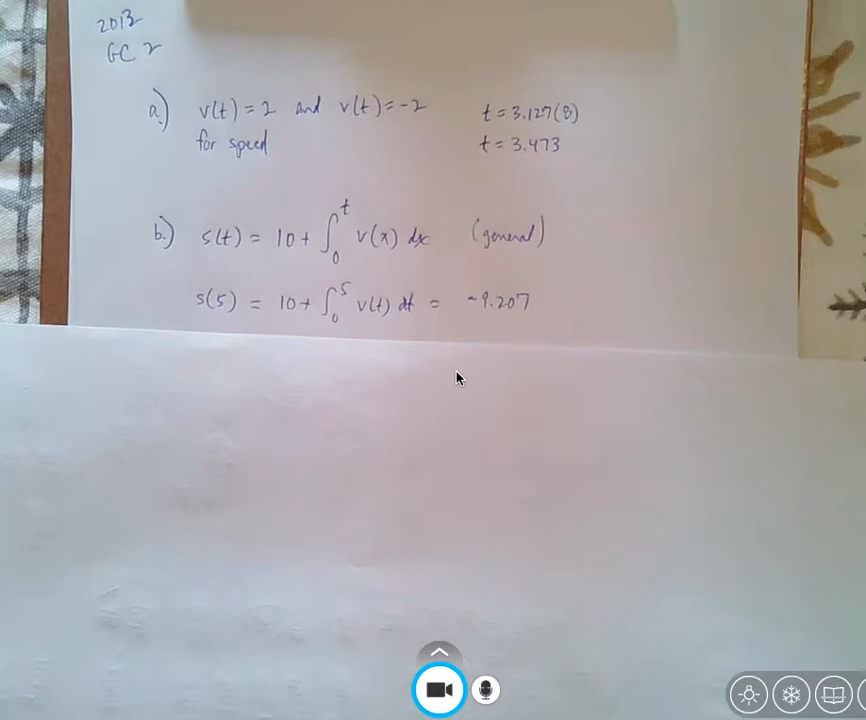 2013
GC 2
a.) v(t) = 2 and v(t) = -2 t = 3.127(8)
for speed t = 3.473
b.) s(t) = 10 + ∫₀ᵗ v(x) dx (general)
s(5) = 10 + ∫₀⁵ v(t) dt = -9.207